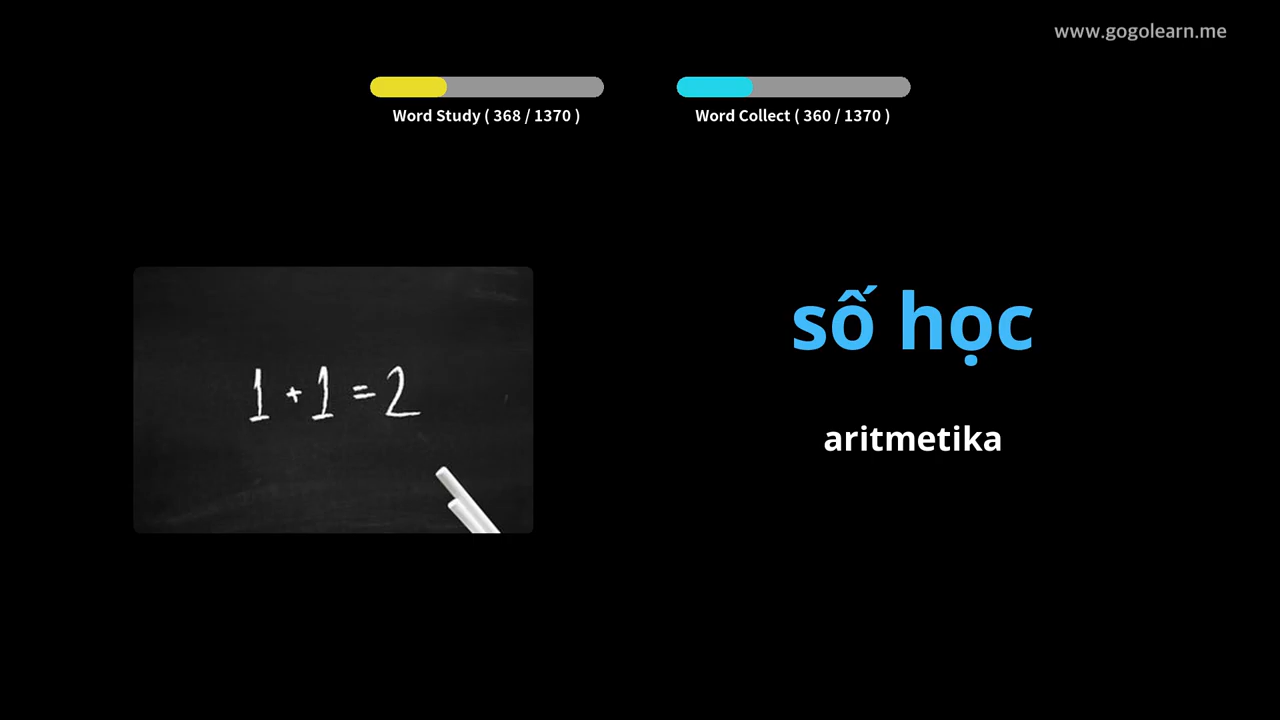 www.gogolearn.me
Word Study ( 368 / 1370 )
Word Collect ( 360 / 1370 )
1 + 1 = 2
số học
aritmetika